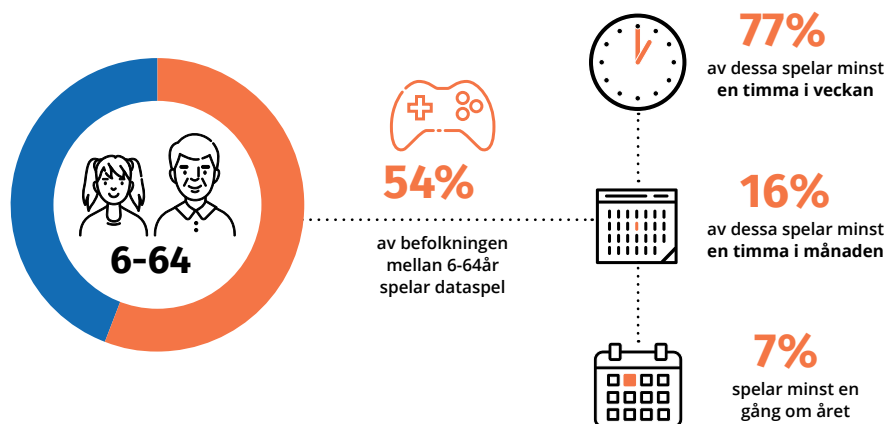 6-64
54%
av befolkningen
mellan 6-64år
spelar dataspel
77%
av dessa spelar minst
en timma i veckan
16%
av dessa spelar minst
en timma i månaden
7%
spelar minst en
gång om året